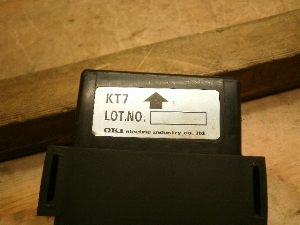 KT7
LOT.NO.
OKI electric industry co., ltd.